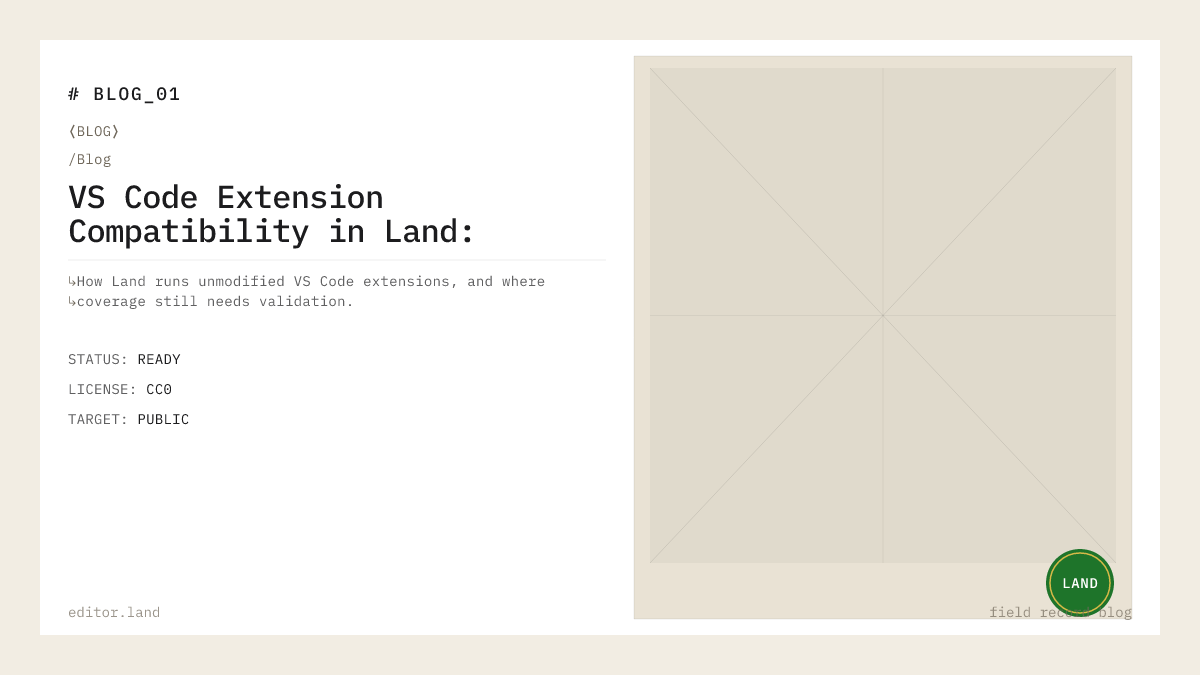 # BLOG_01
⟨BLOG⟩
/Blog
VS Code Extension
Compatibility in Land:
↳How Land runs unmodified VS Code extensions, and where
↳coverage still needs validation.
STATUS: READY
LICENSE: CC0
TARGET: PUBLIC
LAND
editor.land
field record blog